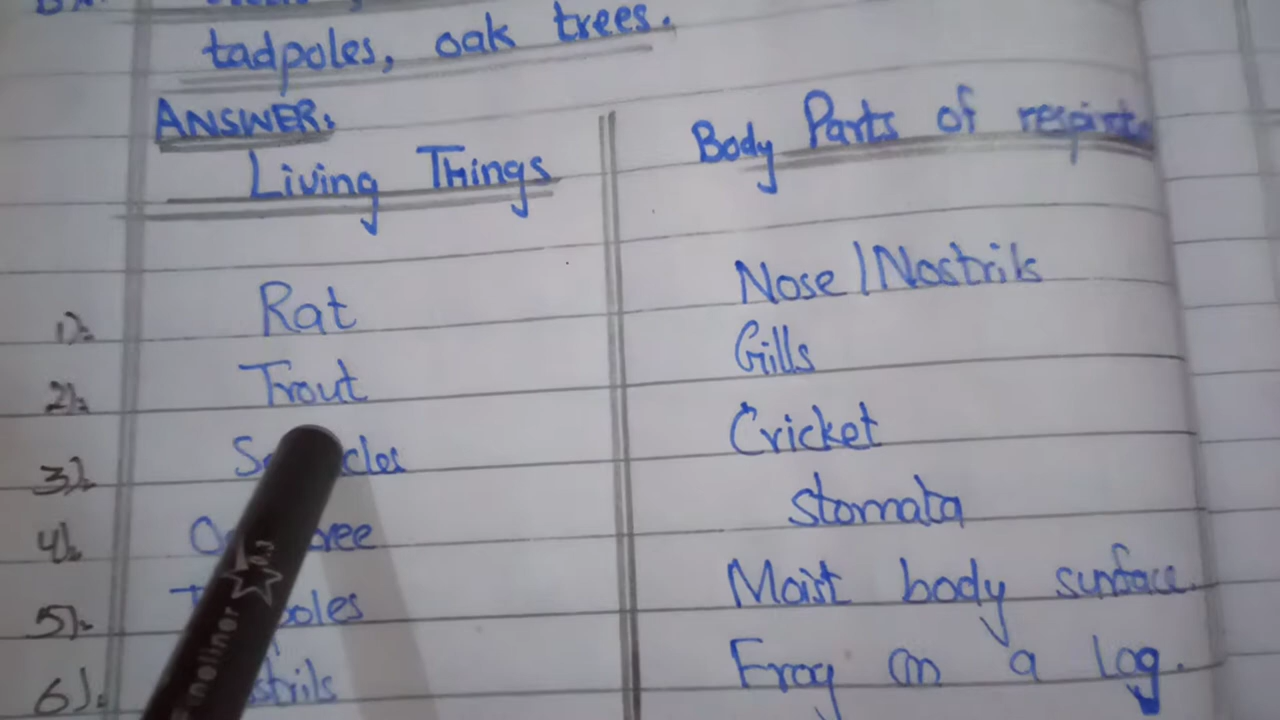 tadpoles, oak trees.
ANSWER:
Living Things
Body Parts of
1). Rat
Nose/Nostrils
2). Trout
Gills
3).
Cricket
4).
Stomata
5).
Moist body surface.
6).
Frog on a log.